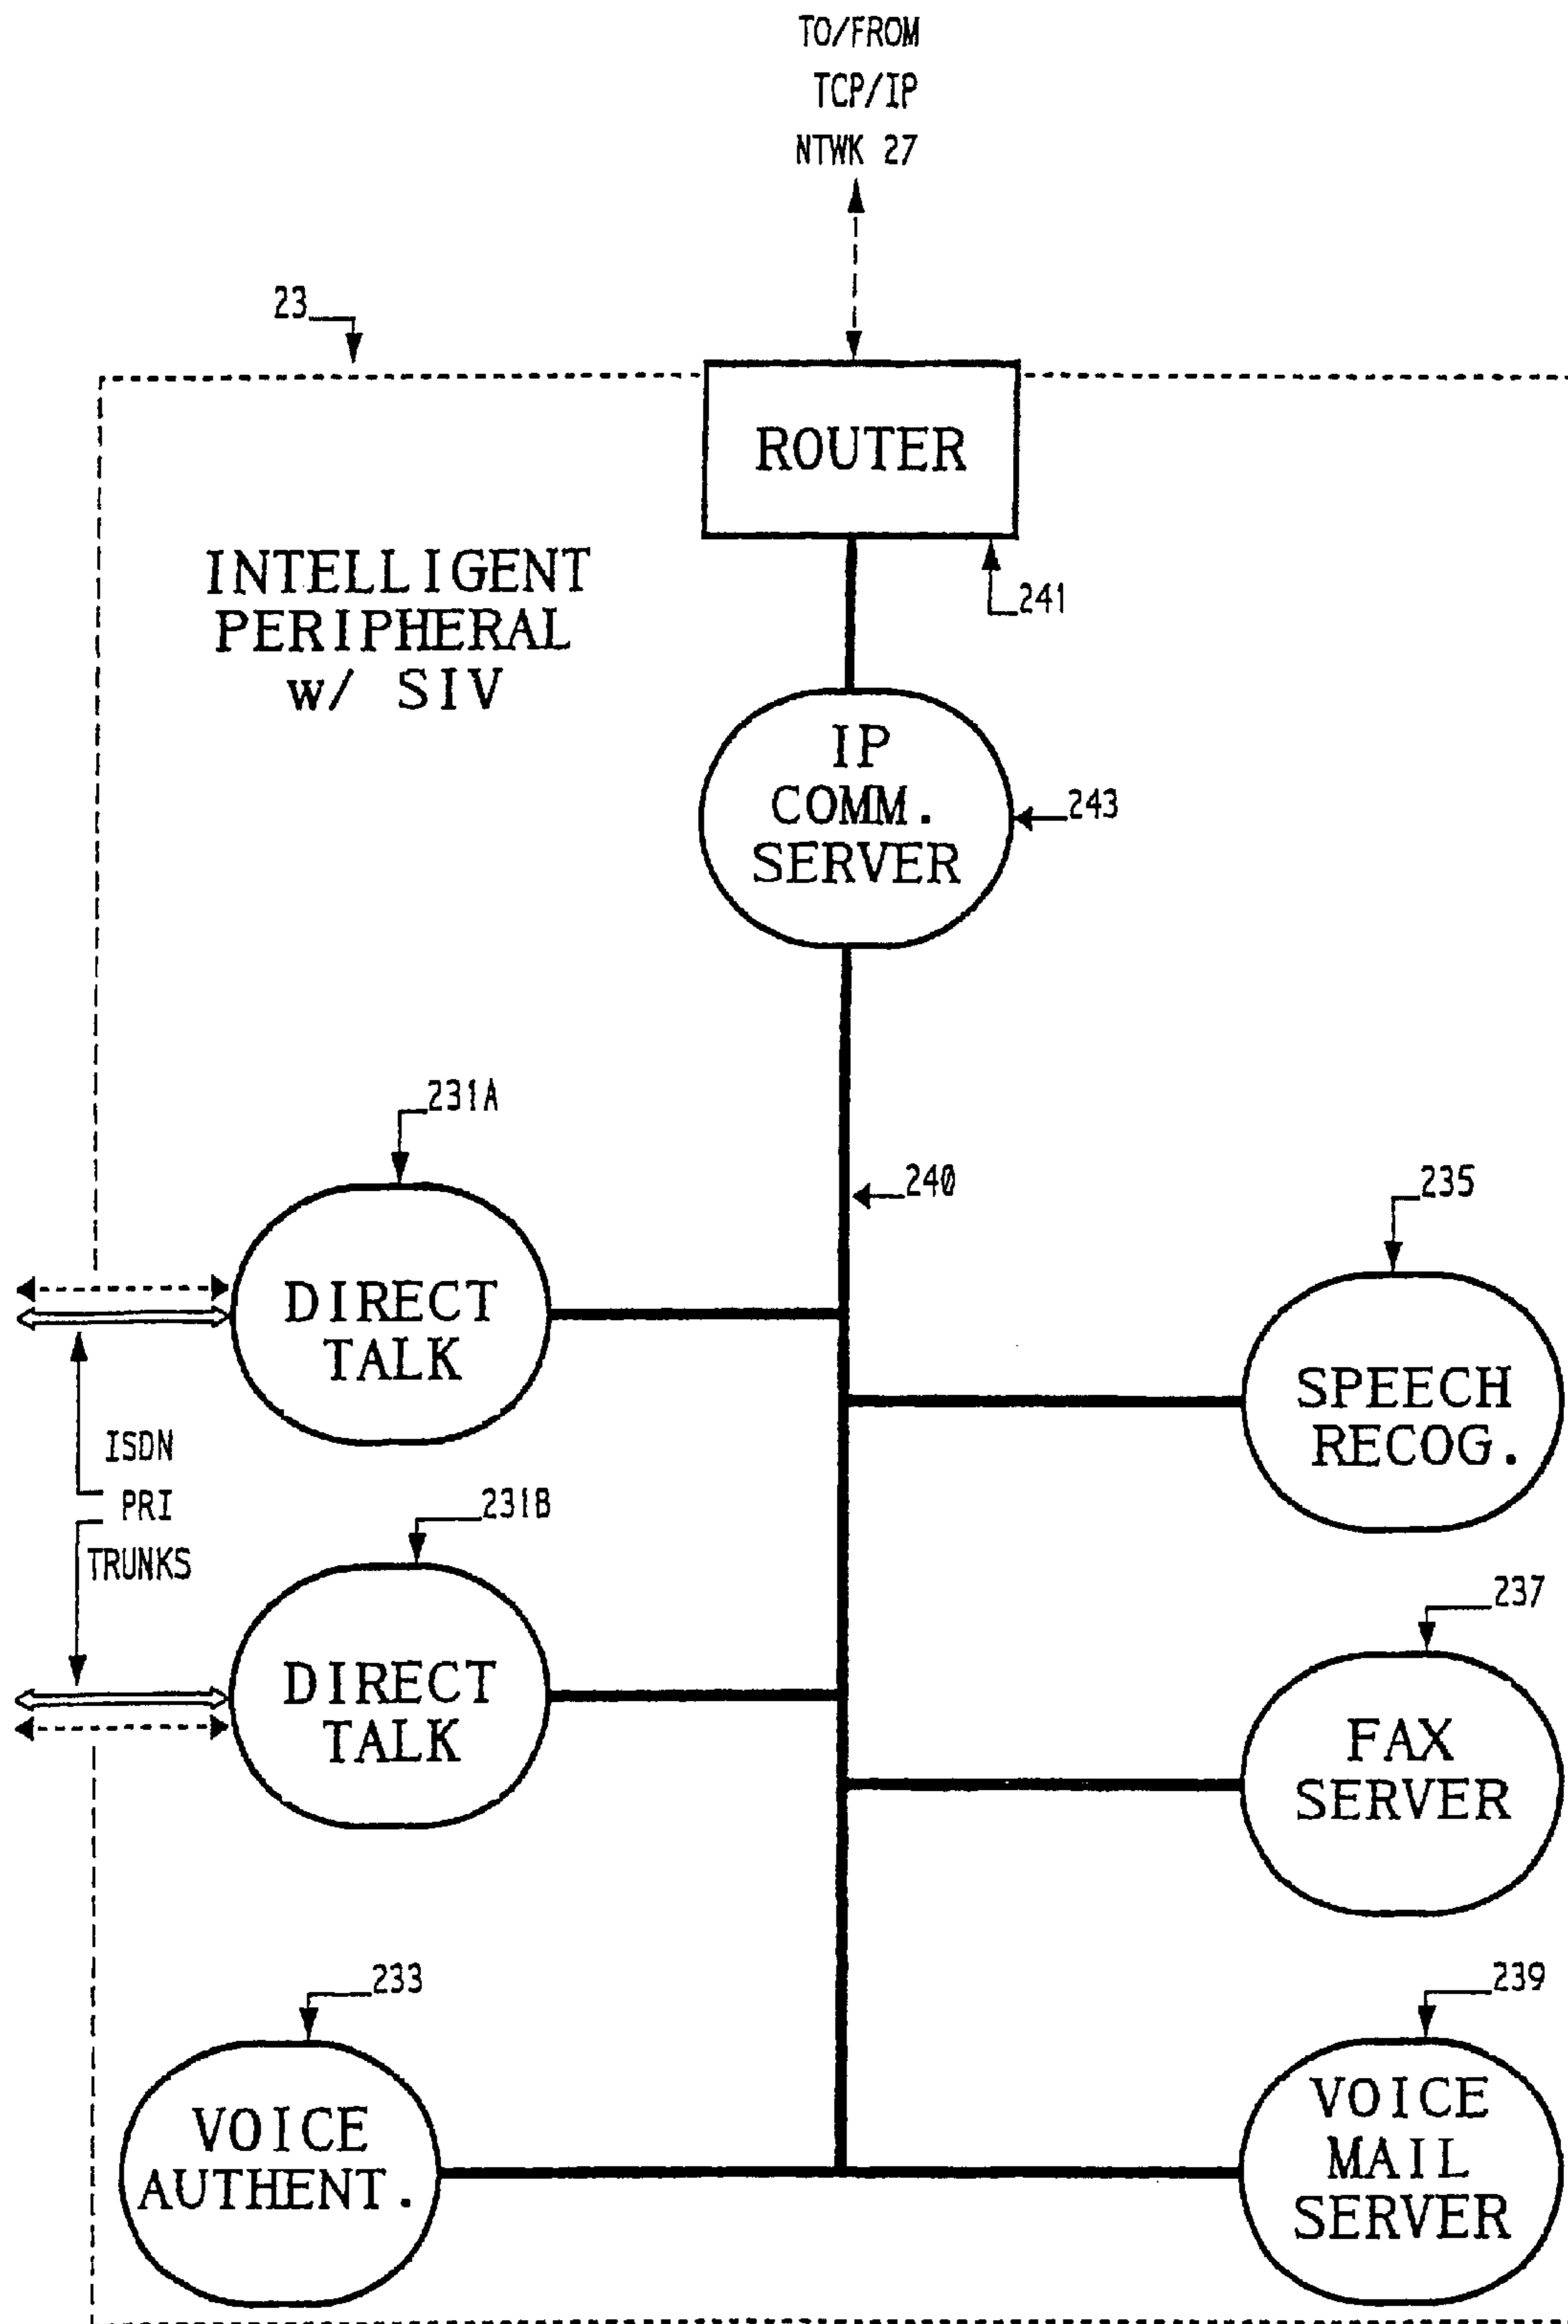 TO/FROM
TCP/IP
NTWK 27
23
ROUTER
241
INTELLIGENT
PERIPHERAL
w/ SIV
IP
COMM.
SERVER
243
231A
240
235
DIRECT
TALK
SPEECH
RECOG.
ISDN
PRI
TRUNKS
231B
237
DIRECT
TALK
FAX
SERVER
233
239
VOICE
AUTHENT.
VOICE
MAIL
SERVER